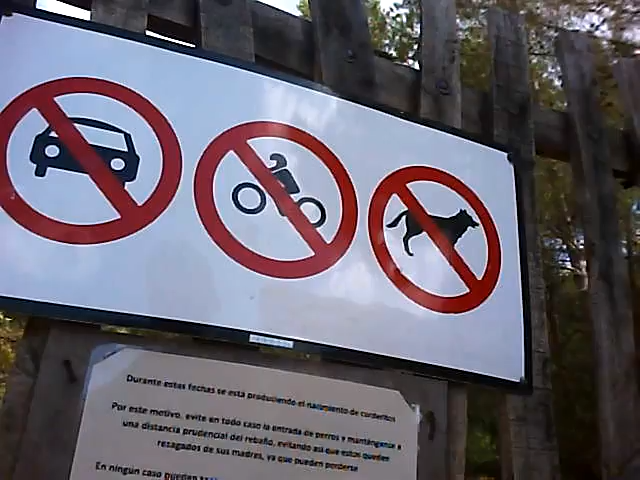 Durante estas fechas se está produciendo el nacimiento de corderitos
Por este motivo, evite en todo caso la entrada de perros y manténgase a
una distancia prudencial del rebaño, evitando así que estos queden
rezagados de sus madres, ya que pueden perderse
En ningún caso pueden